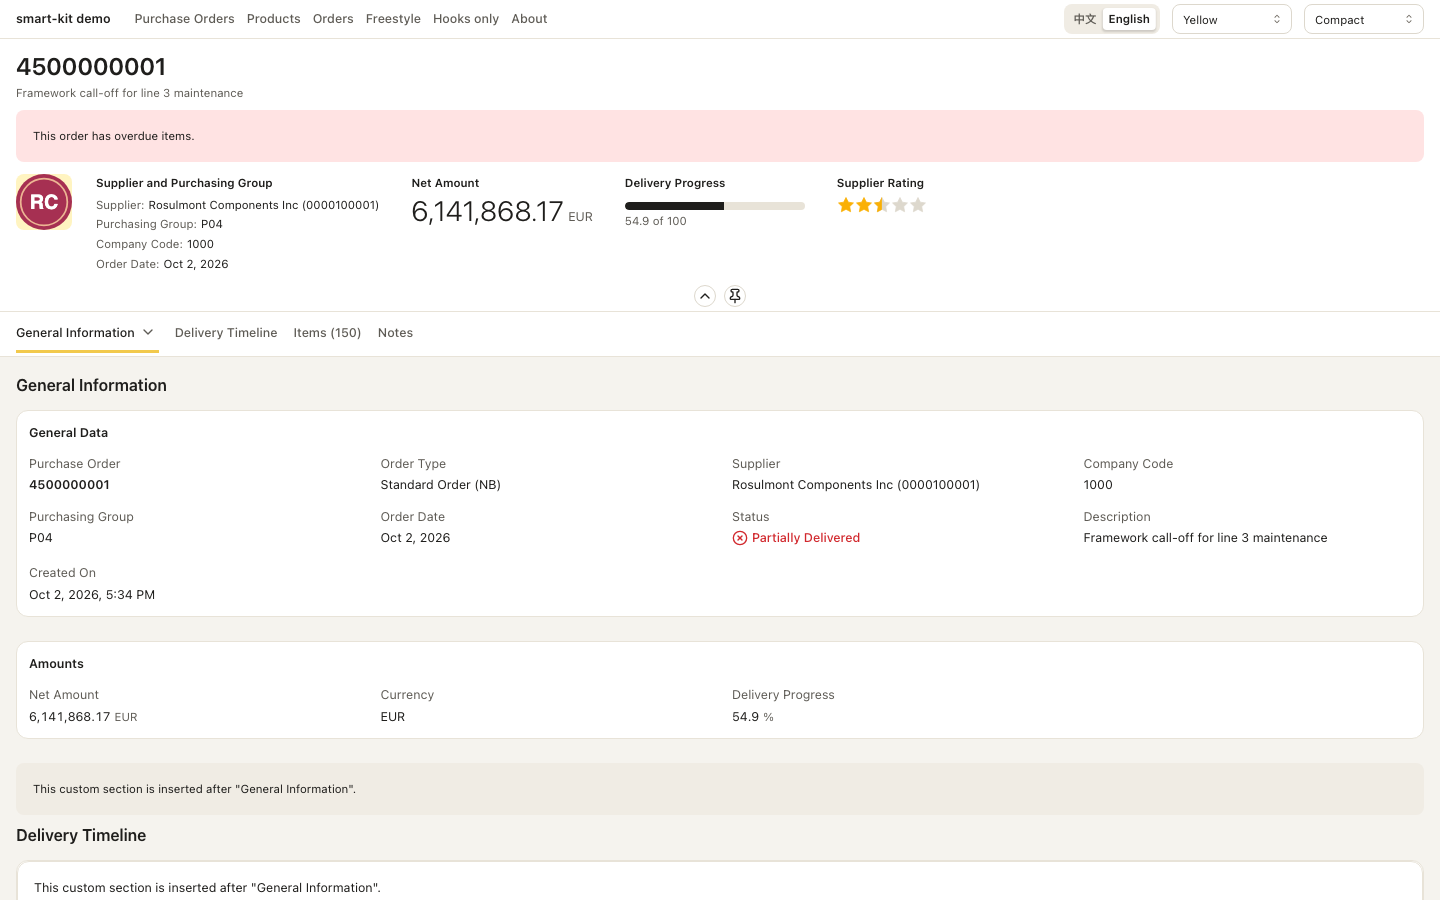 smart-kit demo
Purchase Orders
Products
Orders
Freestyle
Hooks only
About
中文
English
Yellow
Compact
4500000001
Framework call-off for line 3 maintenance
This order has overdue items.
RC
Supplier and Purchasing Group
Supplier: Rosulmont Components Inc (0000100001)
Purchasing Group: P04
Company Code: 1000
Order Date: Oct 2, 2026
Net Amount
6,141,868.17 EUR
Delivery Progress
54.9 of 100
Supplier Rating
General Information
Delivery Timeline
Items (150)
Notes
General Information
General Data
Purchase Order
4500000001
Order Type
Standard Order (NB)
Supplier
Rosulmont Components Inc (0000100001)
Company Code
1000
Purchasing Group
P04
Order Date
Oct 2, 2026
Status
Partially Delivered
Description
Framework call-off for line 3 maintenance
Created On
Oct 2, 2026, 5:34 PM
Amounts
Net Amount
6,141,868.17 EUR
Currency
EUR
Delivery Progress
54.9 %
This custom section is inserted after "General Information".
Delivery Timeline
This custom section is inserted after "General Information".